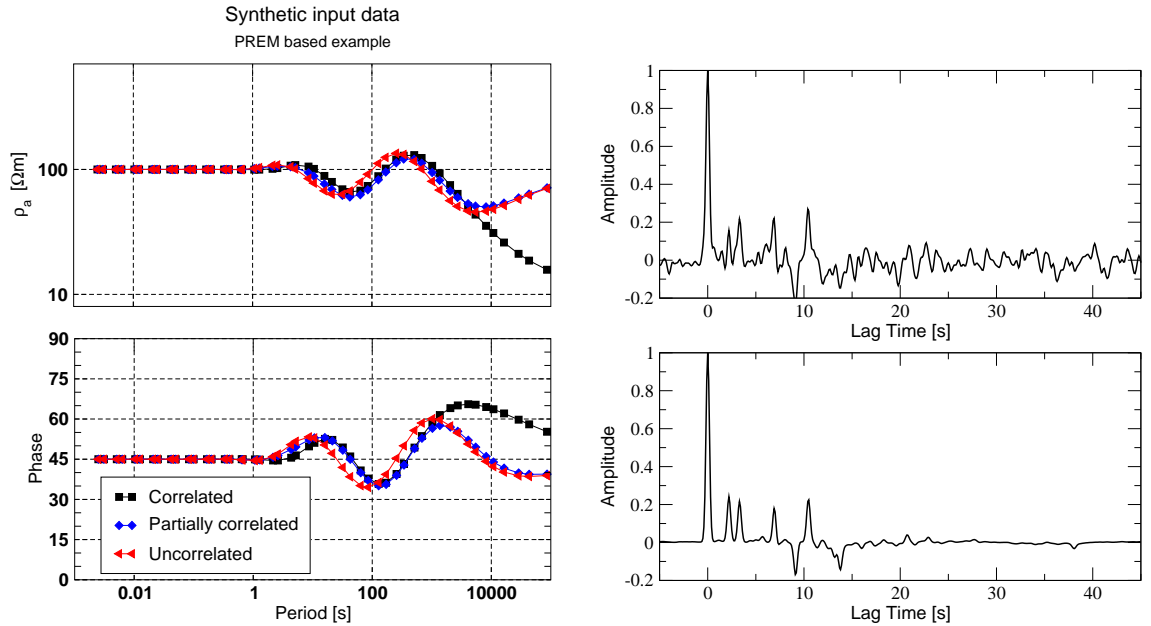 Synthetic input data
PREM based example
ρa [Ωm]
100
10
Phase
90
75
60
45
30
15
0
Correlated
Partially correlated
Uncorrelated
0.01 1 100 10000
Period [s]
Amplitude
1
0.8
0.6
0.4
0.2
0
-0.2
0 10 20 30 40
Lag Time [s]
Amplitude
1
0.8
0.6
0.4
0.2
0
-0.2
0 10 20 30 40
Lag Time [s]